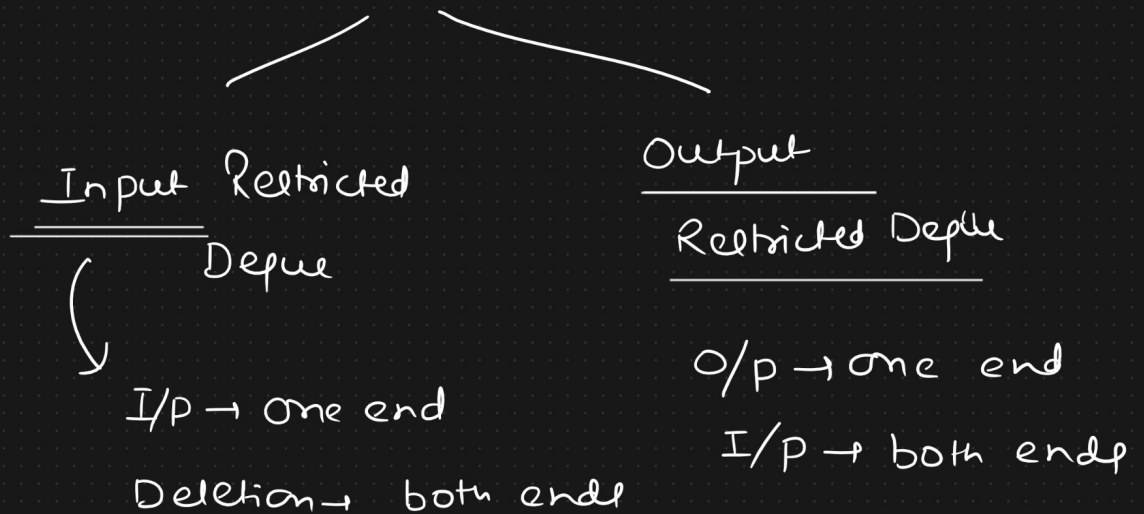 Input Restricted
Deque
I/P → one end
Deletion → both ends
Output
Restricted Deque
O/P → one end
I/P → both ends